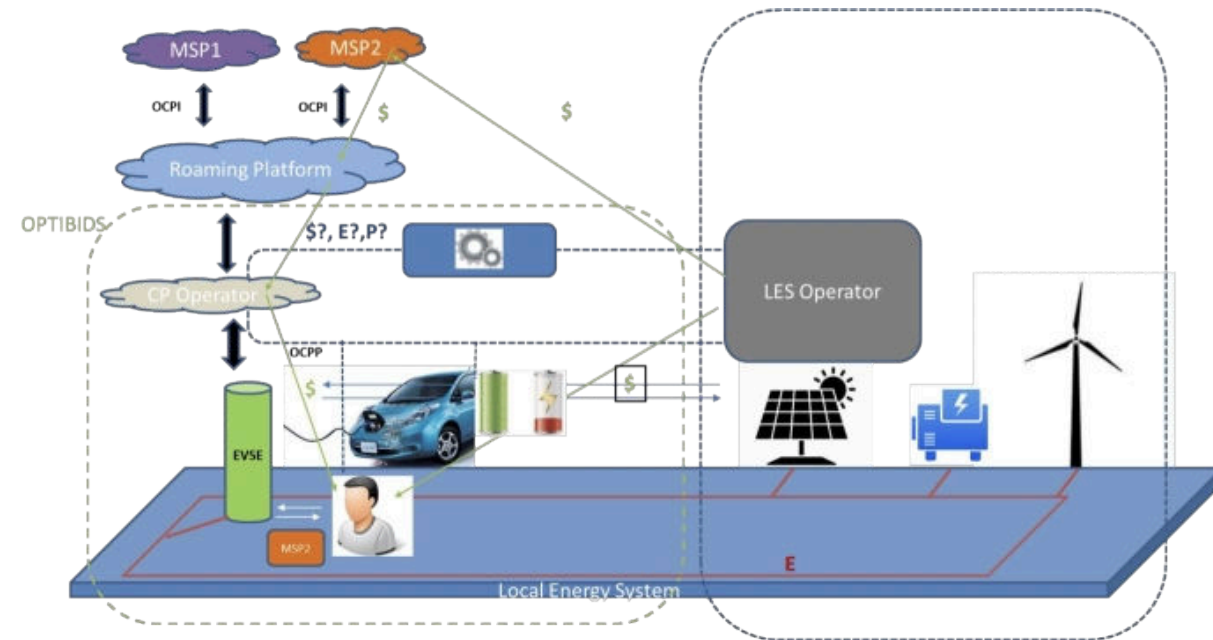 MSP1
MSP2
OCPI
OCPI
$
$
Roaming Platform
OPTIBIDS
$?, E?,P?
CP Operator
LES Operator
OCPP
$
$
EVSE
MSP2
E
Local Energy System